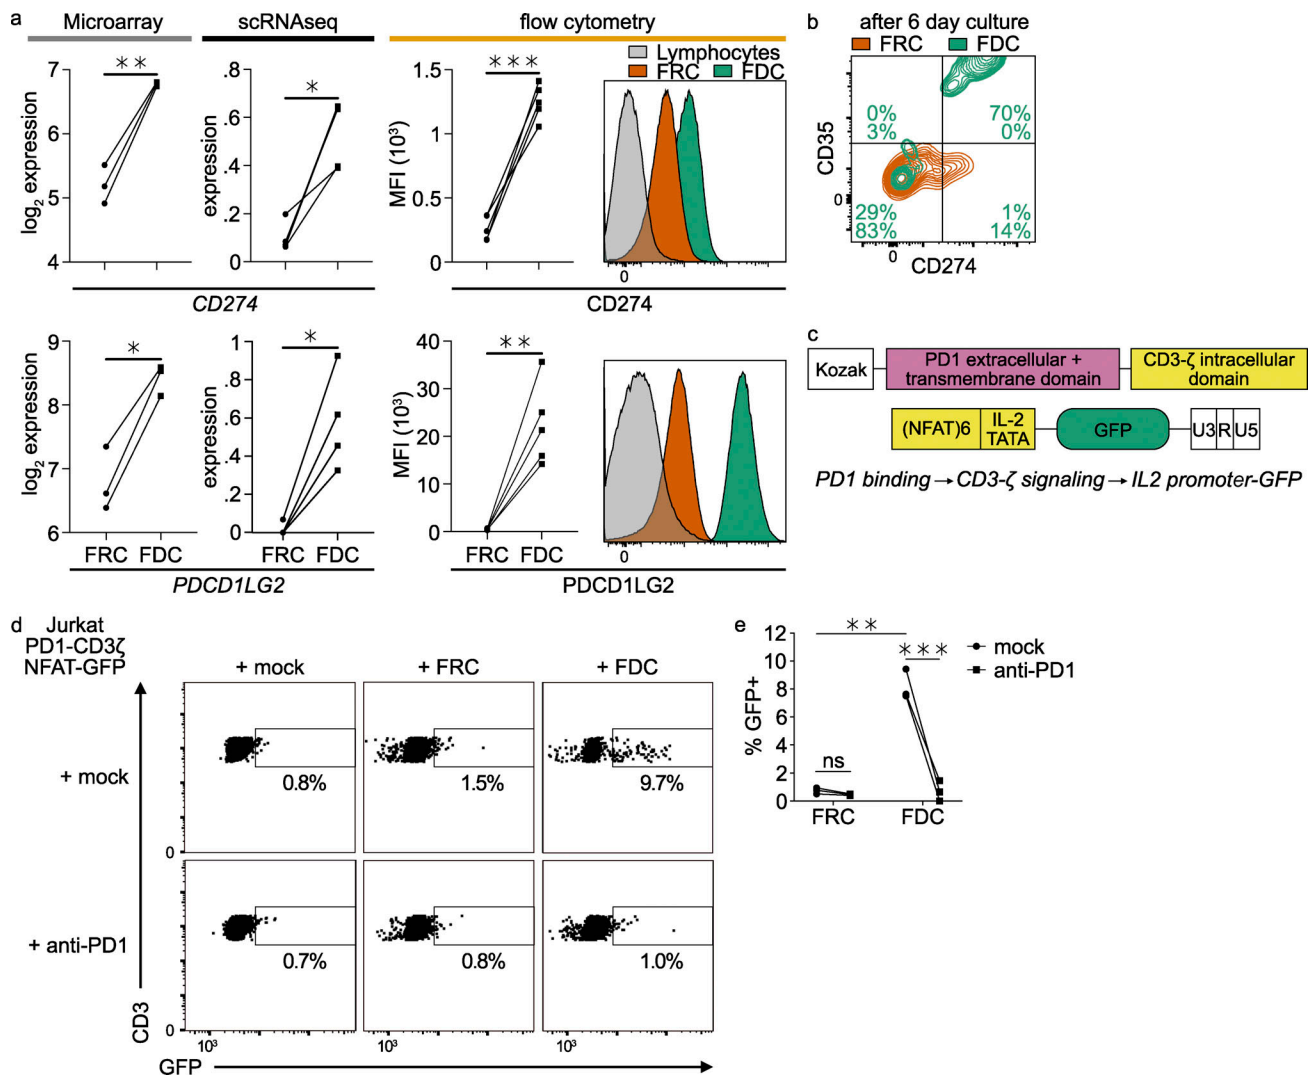 a
Microarray
scRNAseq
flow cytometry
Lymphocytes
FRC FDC
**
*
***
log2 expression
7
6
5
4
expression
.8
.6
.4
.2
0
MFI (10³)
1.5
1
0.5
0
0
CD274
CD274
*
*
**
log2 expression
9
8
7
6
FRC FDC
expression
1
.8
.6
.4
.2
0
FRC FDC
MFI (10³)
40
30
20
10
0
FRC FDC
0
PDCD1LG2
PDCD1LG2
b
after 6 day culture
FRC FDC
CD35
0% 70%
3% 0%
0
29% 1%
83% 14%
0
CD274
c
Kozak
PD1 extracellular +
transmembrane domain
CD3-ζ intracellular
domain
(NFAT)6
IL-2
TATA
GFP
U3 R U5
PD1 binding → CD3-ζ signaling → IL2 promoter-GFP
d
Jurkat
PD1-CD3ζ
NFAT-GFP
+ mock
+ FRC
+ FDC
+ mock
0.8%
1.5%
9.7%
0
+ anti-PD1
0.7%
0.8%
1.0%
0
CD3
10³
10³
10³
GFP
e
**
***
mock
anti-PD1
% GFP+
12
10
8
6
4
2
0
ns
FRC FDC